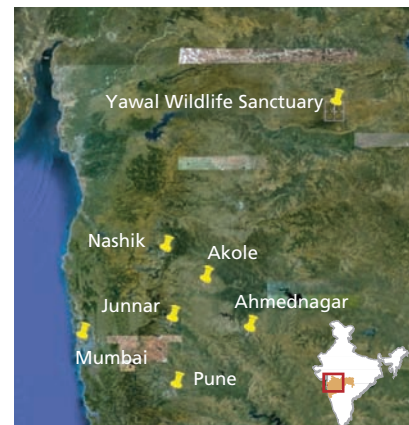 Yawal Wildlife Sanctuary
Nashik
Akole
Junnar
Ahmednagar
Mumbai
Pune